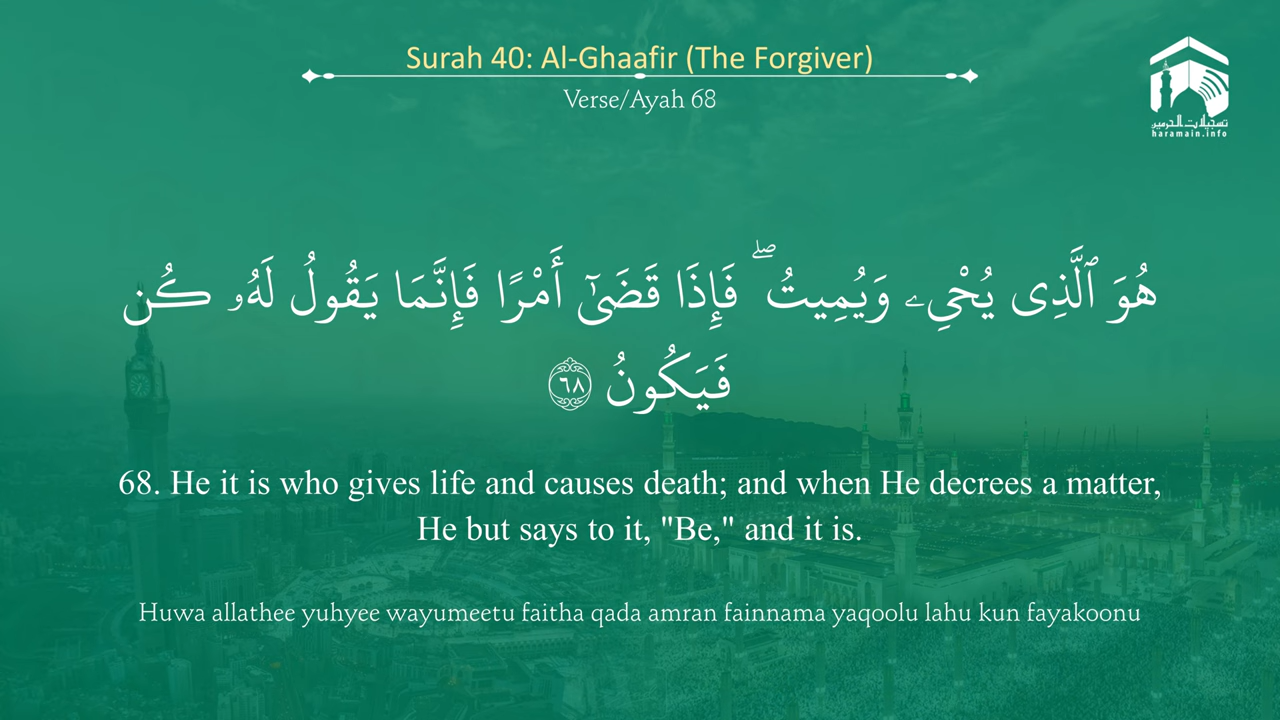 Surah 40: Al-Ghaafir (The Forgiver)
Verse/Ayah 68
تسجيلات الحرمين
haramain.info
هُوَ ٱلَّذِى يُحْىِۦ وَيُمِيتُ ۖ فَإِذَا قَضَىٰٓ أَمْرًا فَإِنَّمَا يَقُولُ لَهُۥ كُن
فَيَكُونُ ٦٨
68. He it is who gives life and causes death; and when He decrees a matter,
He but says to it, "Be," and it is.
Huwa allathee yuhyee wayumeetu faitha qada amran fainnama yaqoolu lahu kun fayakoonu